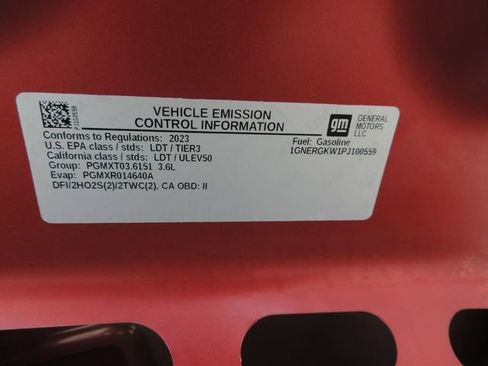 PJ100559
VEHICLE EMISSION
CONTROL INFORMATION
gm
GENERAL
MOTORS
LLC
Conforms to Regulations: 2023
U.S. EPA class / stds: LDT / TIER3
California class / stds: LDT / ULEV50
Group: PGMXT03.6151 3.6L
Evap: PGMXR014640A
DFI/2HO2S(2)/2TWC(2), CA OBD: II
Fuel: Gasoline
1GNERGKW1PJ100559